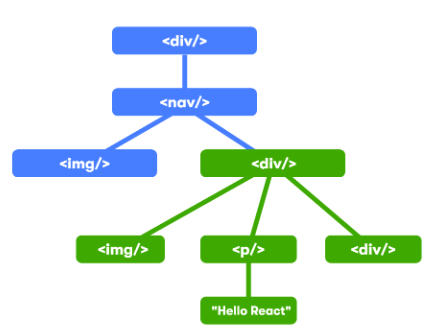 <div/>
<nav/>
<img/>
<div/>
<img/>
<p/>
<div/>
"Hello React"